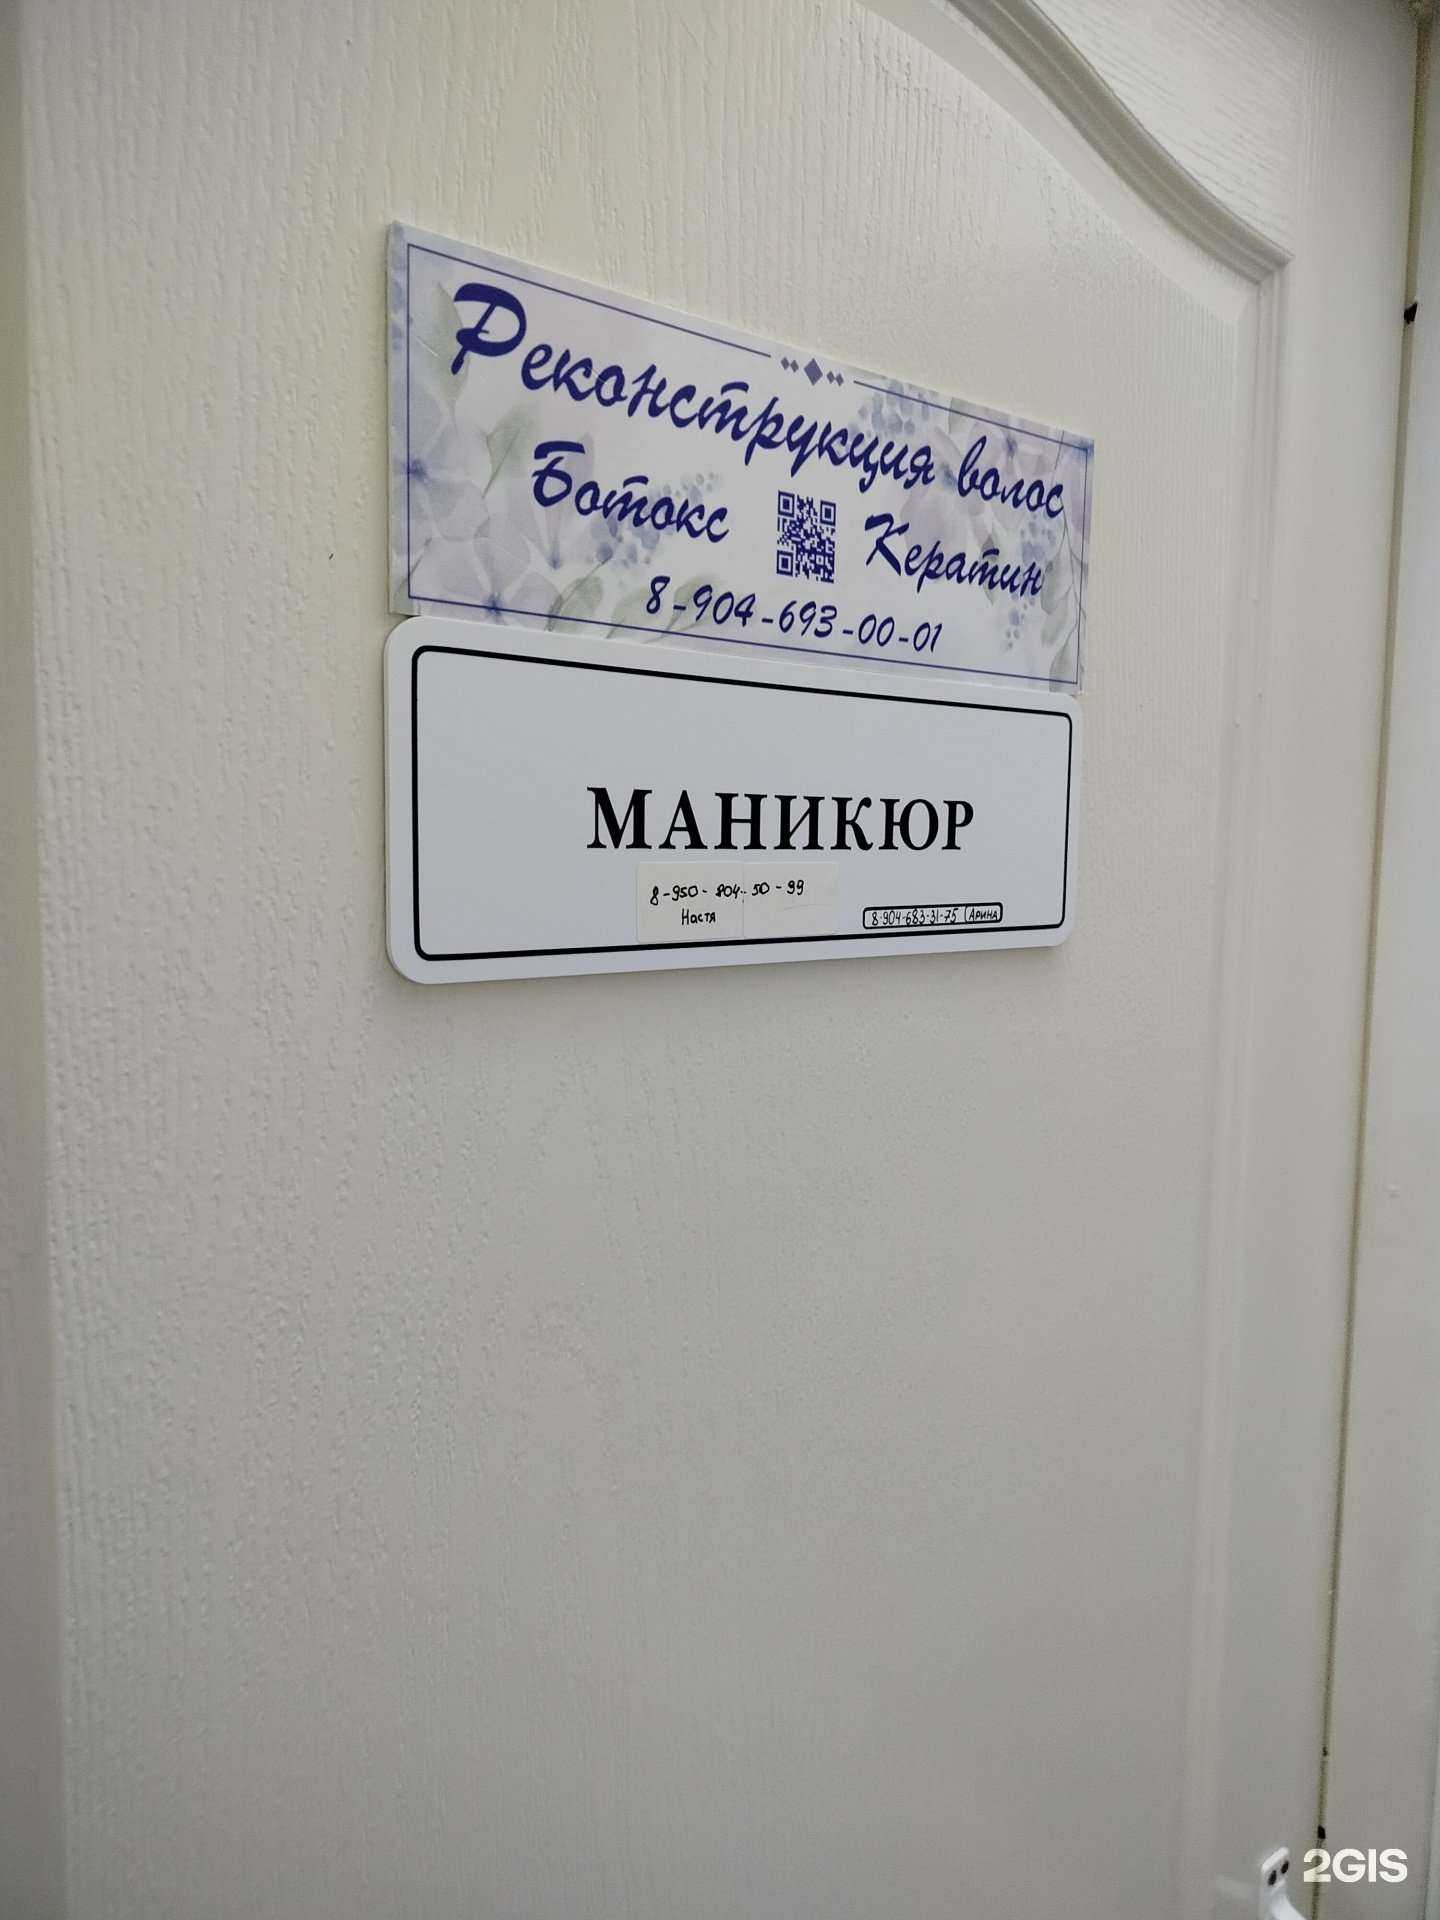 Реконструкция волос
Ботокс Кератин
8-904-693-00-01
МАНИКЮР
8-950-804-50-99
Настя
8-904-683-31-75 Арина
2GIS